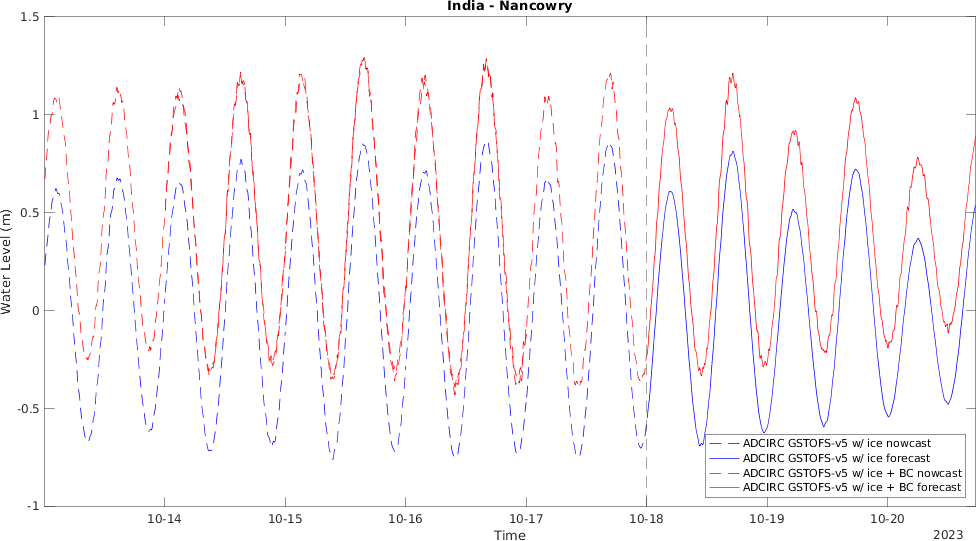 India - Nancowry
1.5
1
0.5
0
-0.5
-1
Water Level (m)
10-14
10-15
10-16
10-17
10-18
10-19
10-20
Time
2023
ADCIRC GSTOFS-v5 w/ ice nowcast
ADCIRC GSTOFS-v5 w/ ice forecast
ADCIRC GSTOFS-v5 w/ ice + BC nowcast
ADCIRC GSTOFS-v5 w/ ice + BC forecast